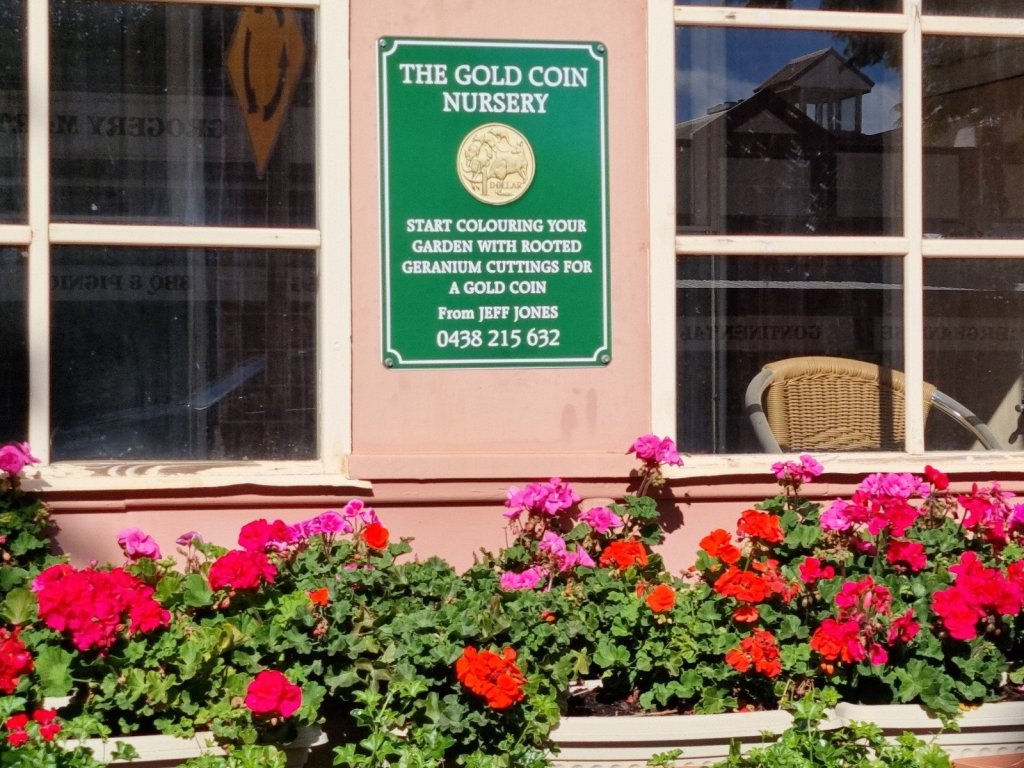 THE GOLD COIN
NURSERY
DOLLAR
START COLOURING YOUR
GARDEN WITH ROOTED
GERANIUM CUTTINGS FOR
A GOLD COIN
From JEFF JONES
0438 215 632
CONTINENTAL